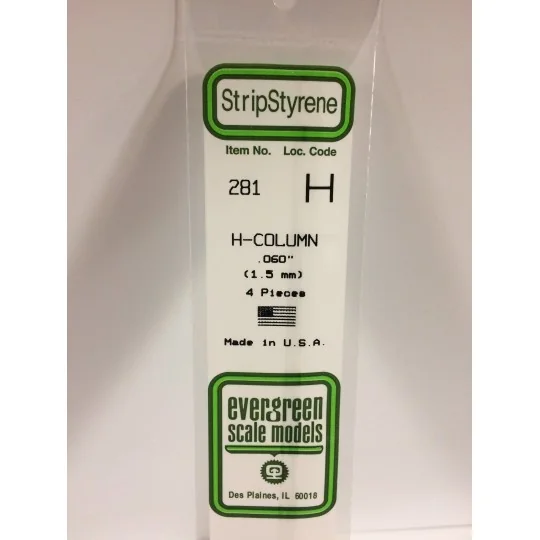 StripStyrene
Item No. Loc. Code
281 H
H-COLUMN
.060"
(1.5 mm)
4 Pieces
Made in U.S.A.
evergreen
scale models
Des Plaines, IL 60018